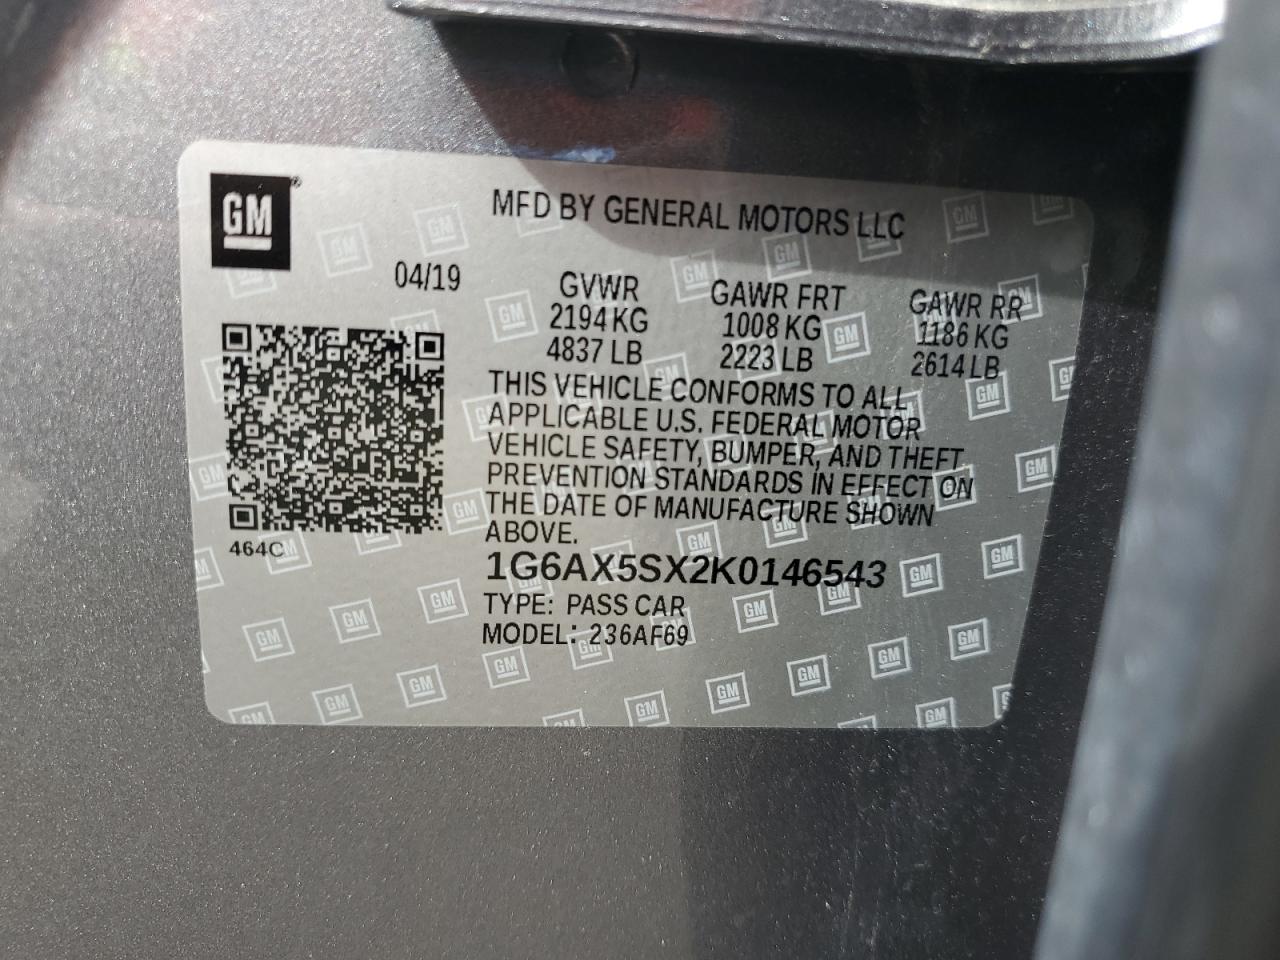 GM
MFD BY GENERAL MOTORS LLC
04/19
GVWR GAWR FRT GAWR RR
2194 KG 1008 KG 1186 KG
4837 LB 2223 LB 2614 LB
THIS VEHICLE CONFORMS TO ALL
APPLICABLE U.S. FEDERAL MOTOR
VEHICLE SAFETY, BUMPER, AND THEFT
PREVENTION STANDARDS IN EFFECT ON
THE DATE OF MANUFACTURE SHOWN
ABOVE.
464C
1G6AX5SX2K0146543
TYPE: PASS CAR
MODEL: 236AF69